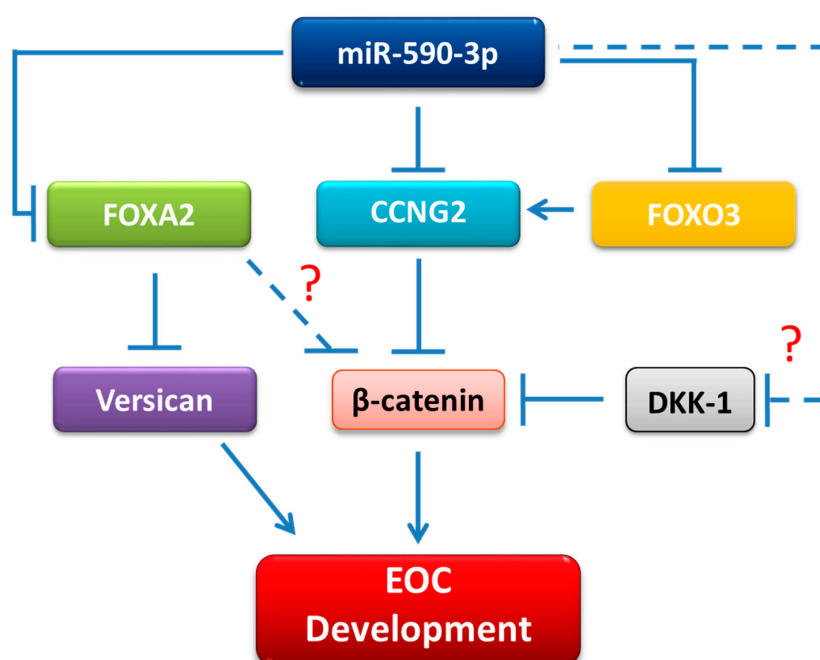 miR-590-3p
FOXA2
CCNG2
FOXO3
?
?
Versican
β-catenin
DKK-1
EOC
Development